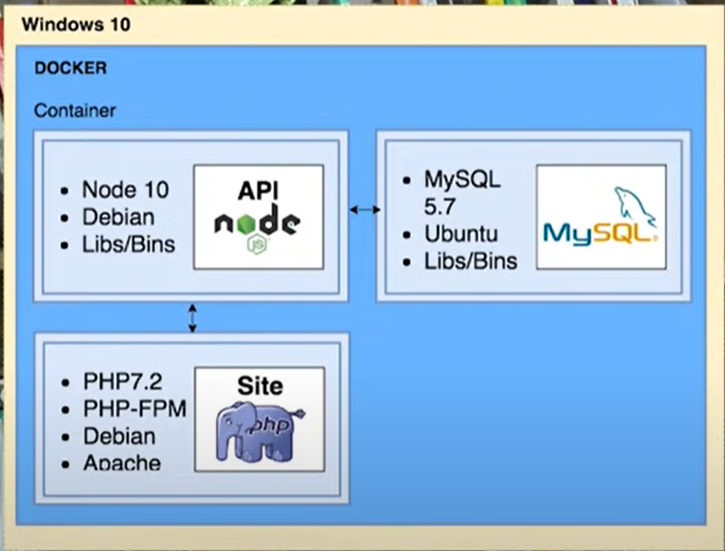 Windows 10
DOCKER
Container
• Node 10
• Debian
• Libs/Bins
API
node
JS
• MySQL
5.7
• Ubuntu
• Libs/Bins
MySQL®
• PHP7.2
• PHP-FPM
• Debian
• Apache
Site
php